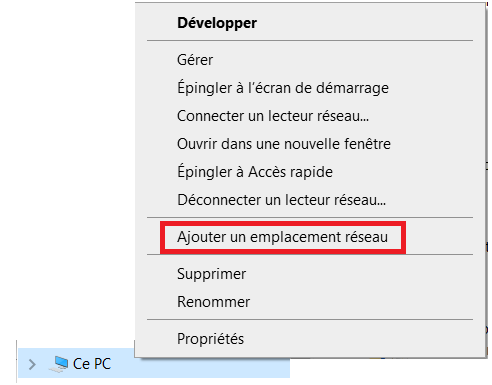 Développer
Gérer
Épingler à l'écran de démarrage
Connecter un lecteur réseau...
Ouvrir dans une nouvelle fenêtre
Épingler à Accès rapide
Déconnecter un lecteur réseau...
Ajouter un emplacement réseau
Supprimer
Renommer
Propriétés
Ce PC